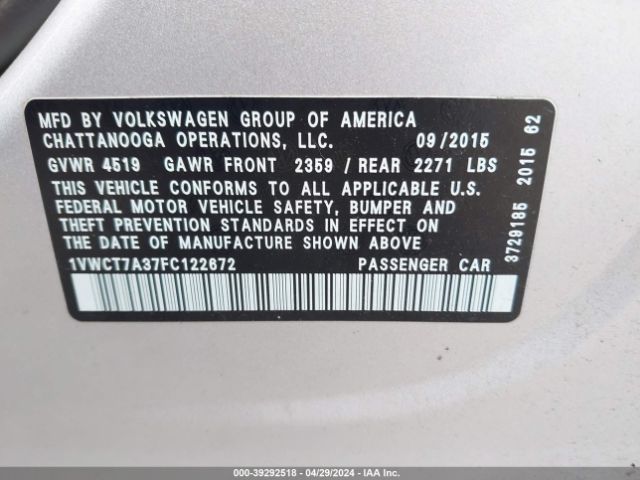 MFD BY VOLKSWAGEN GROUP OF AMERICA
CHATTANOOGA OPERATIONS, LLC. 09/2015
GVWR 4519 GAWR FRONT 2359 / REAR 2271 LBS
THIS VEHICLE CONFORMS TO ALL APPLICABLE U.S.
FEDERAL MOTOR VEHICLE SAFETY, BUMPER AND
THEFT PREVENTION STANDARDS IN EFFECT ON
THE DATE OF MANUFACTURE SHOWN ABOVE
1VWCT7A37FC122672 PASSENGER CAR
3729185 2015 62
000-39292518 - 04/29/2024 - IAAI.COM